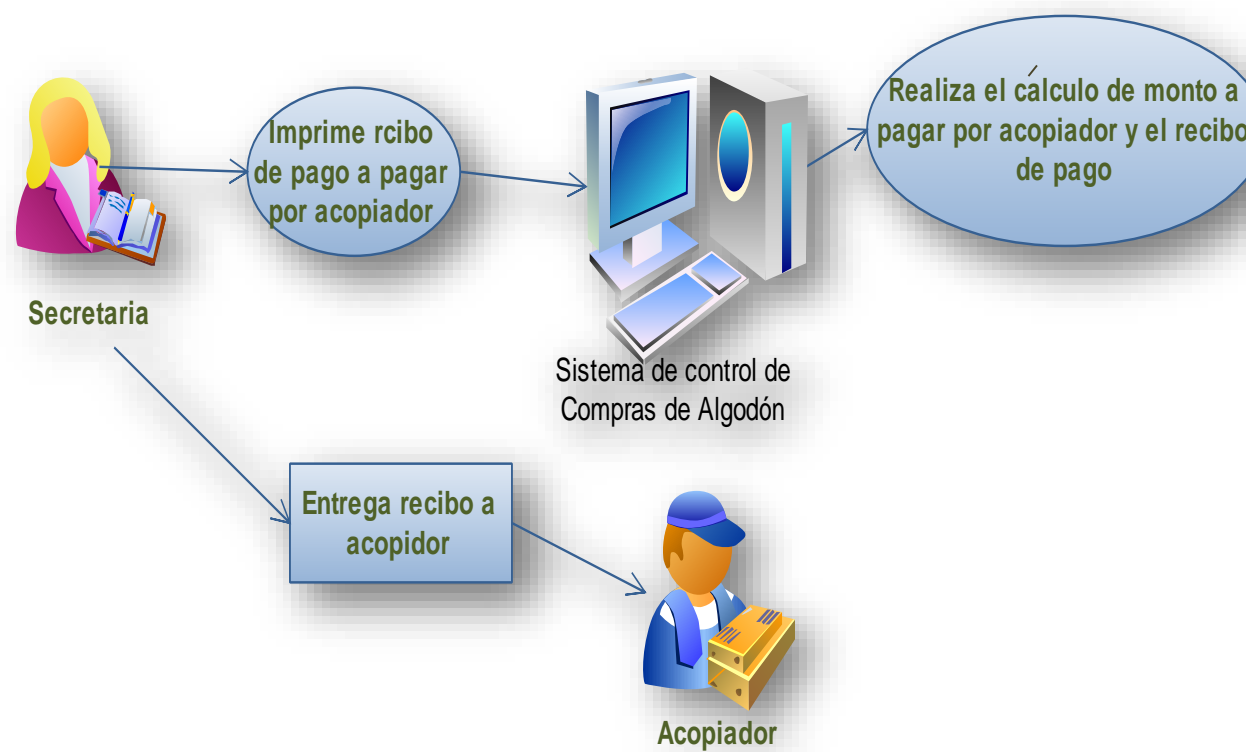 Imprime rcibo
de pago a pagar
por acopiador
Realiza el cálculo de monto a
pagar por acopiador y el recibo
de pago
Secretaria
Sistema de control de
Compras de Algodón
Entrega recibo a
acopidor
Acopiador